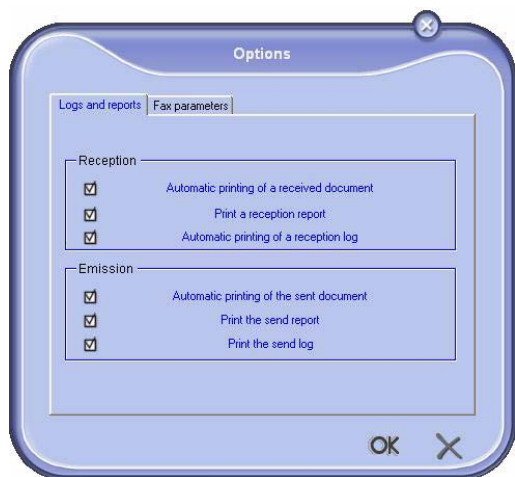 Options
Logs and reports
Fax parameters
Reception
Automatic printing of a received document
Print a reception report
Automatic printing of a reception log
Emission
Automatic printing of the sent document
Print the send report
Print the send log
OK